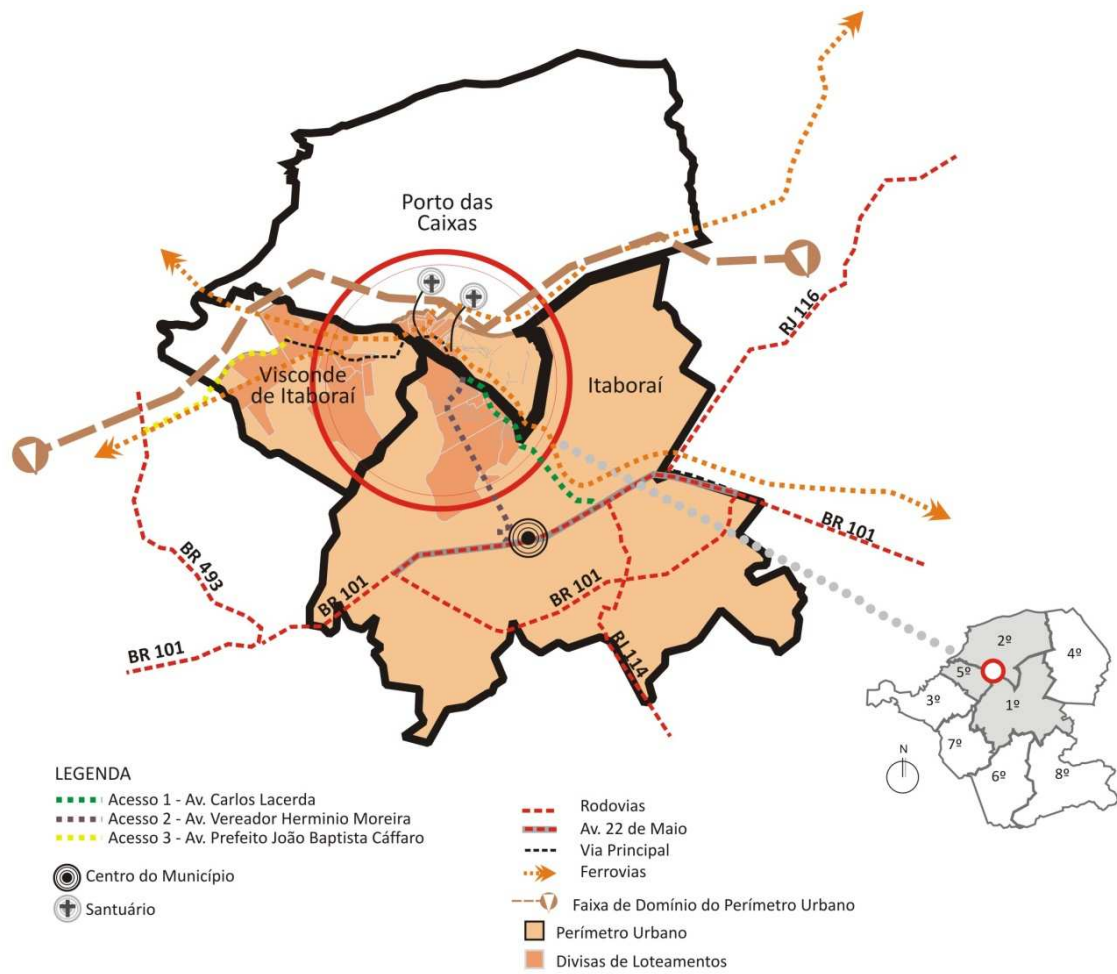 Porto das
Caixas
Visconde
de Itaboraí
Itaboraí
RJ 116
BR 493
BR 101
BR 101
BR 101
BR 101
RJ 114
2º
4º
5º
3º
1º
7º
6º
8º
N
LEGENDA
Acesso 1 - Av. Carlos Lacerda
Acesso 2 - Av. Vereador Herminio Moreira
Acesso 3 - Av. Prefeito João Baptista Cáffaro
Centro do Município
Santuário
Rodovias
Av. 22 de Maio
Via Principal
Ferrovias
Faixa de Domínio do Perímetro Urbano
Perímetro Urbano
Divisas de Loteamentos